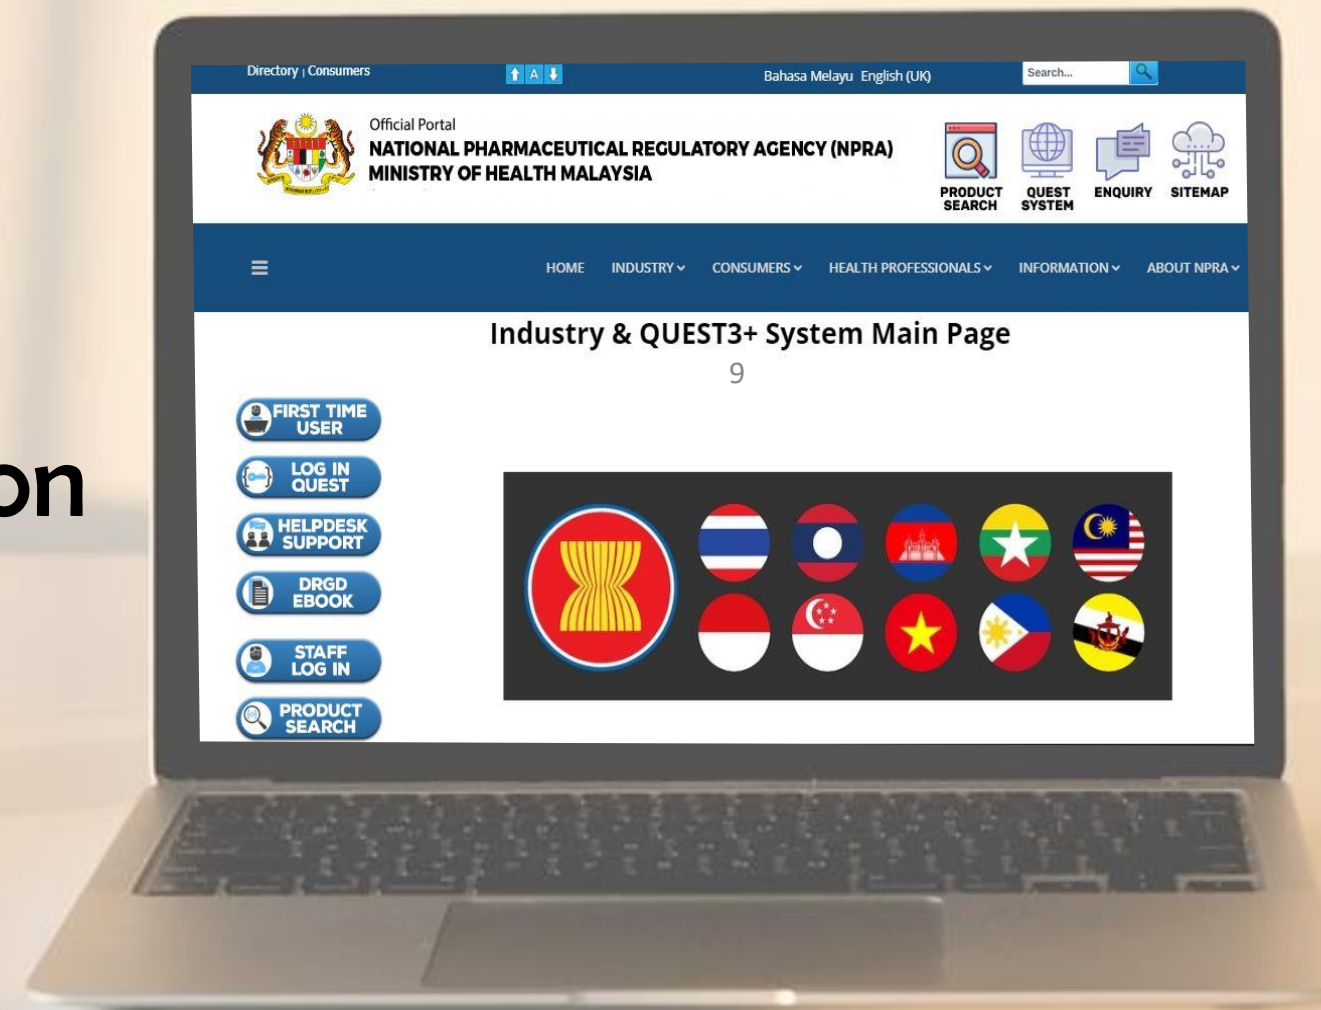 Directory | Consumers
A
Bahasa Melayu English (UK)
Search...
Official Portal
NATIONAL PHARMACEUTICAL REGULATORY AGENCY (NPRA)
MINISTRY OF HEALTH MALAYSIA
PRODUCT
SEARCH
QUEST
SYSTEM
ENQUIRY
SITEMAP
HOME INDUSTRY CONSUMERS HEALTH PROFESSIONALS INFORMATION ABOUT NPRA
Industry & QUEST3+ System Main Page
9
FIRST TIME
USER
LOG IN
QUEST
on
HELPDESK
SUPPORT
DRGD
EBOOK
STAFF
LOG IN
PRODUCT
SEARCH